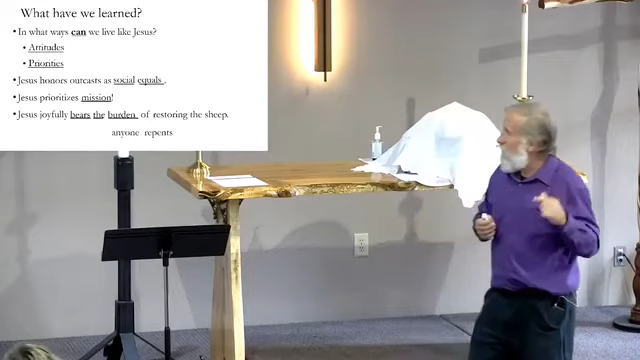 What have we learned?
• In what ways can we live like Jesus?
• Attitudes
• Priorities
• Jesus honors outcasts as social equals.
• Jesus prioritizes mission!
• Jesus joyfully bears the burden of restoring the sheep.
anyone repents